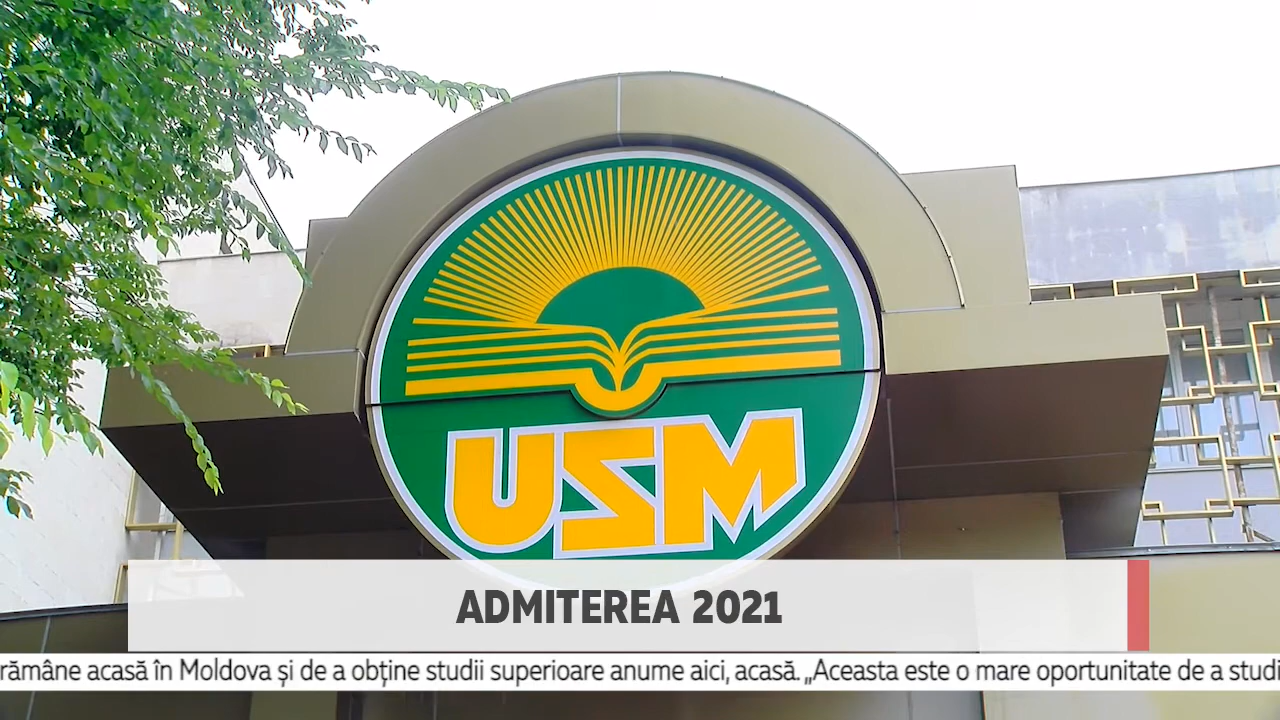 USM
ADMITEREA 2021
rămâne acasă în Moldova și de a obține studii superioare anume aici, acasă. „Aceasta este o mare oportunitate de a studi